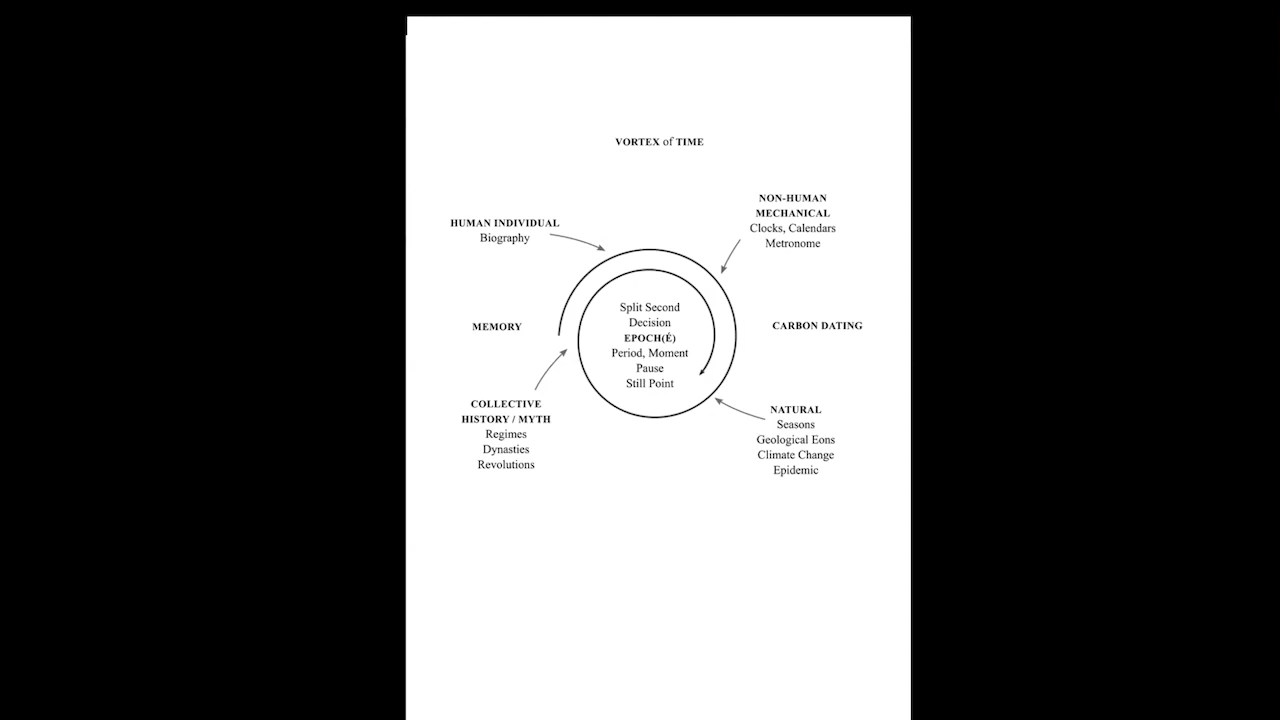 VORTEX of TIME
HUMAN INDIVIDUAL
Biography
NON-HUMAN
MECHANICAL
Clocks, Calendars
Metronome
MEMORY
Split Second
Decision
EPOCH(É)
Period, Moment
Pause
Still Point
CARBON DATING
COLLECTIVE
HISTORY / MYTH
Regimes
Dynasties
Revolutions
NATURAL
Seasons
Geological Eons
Climate Change
Epidemic